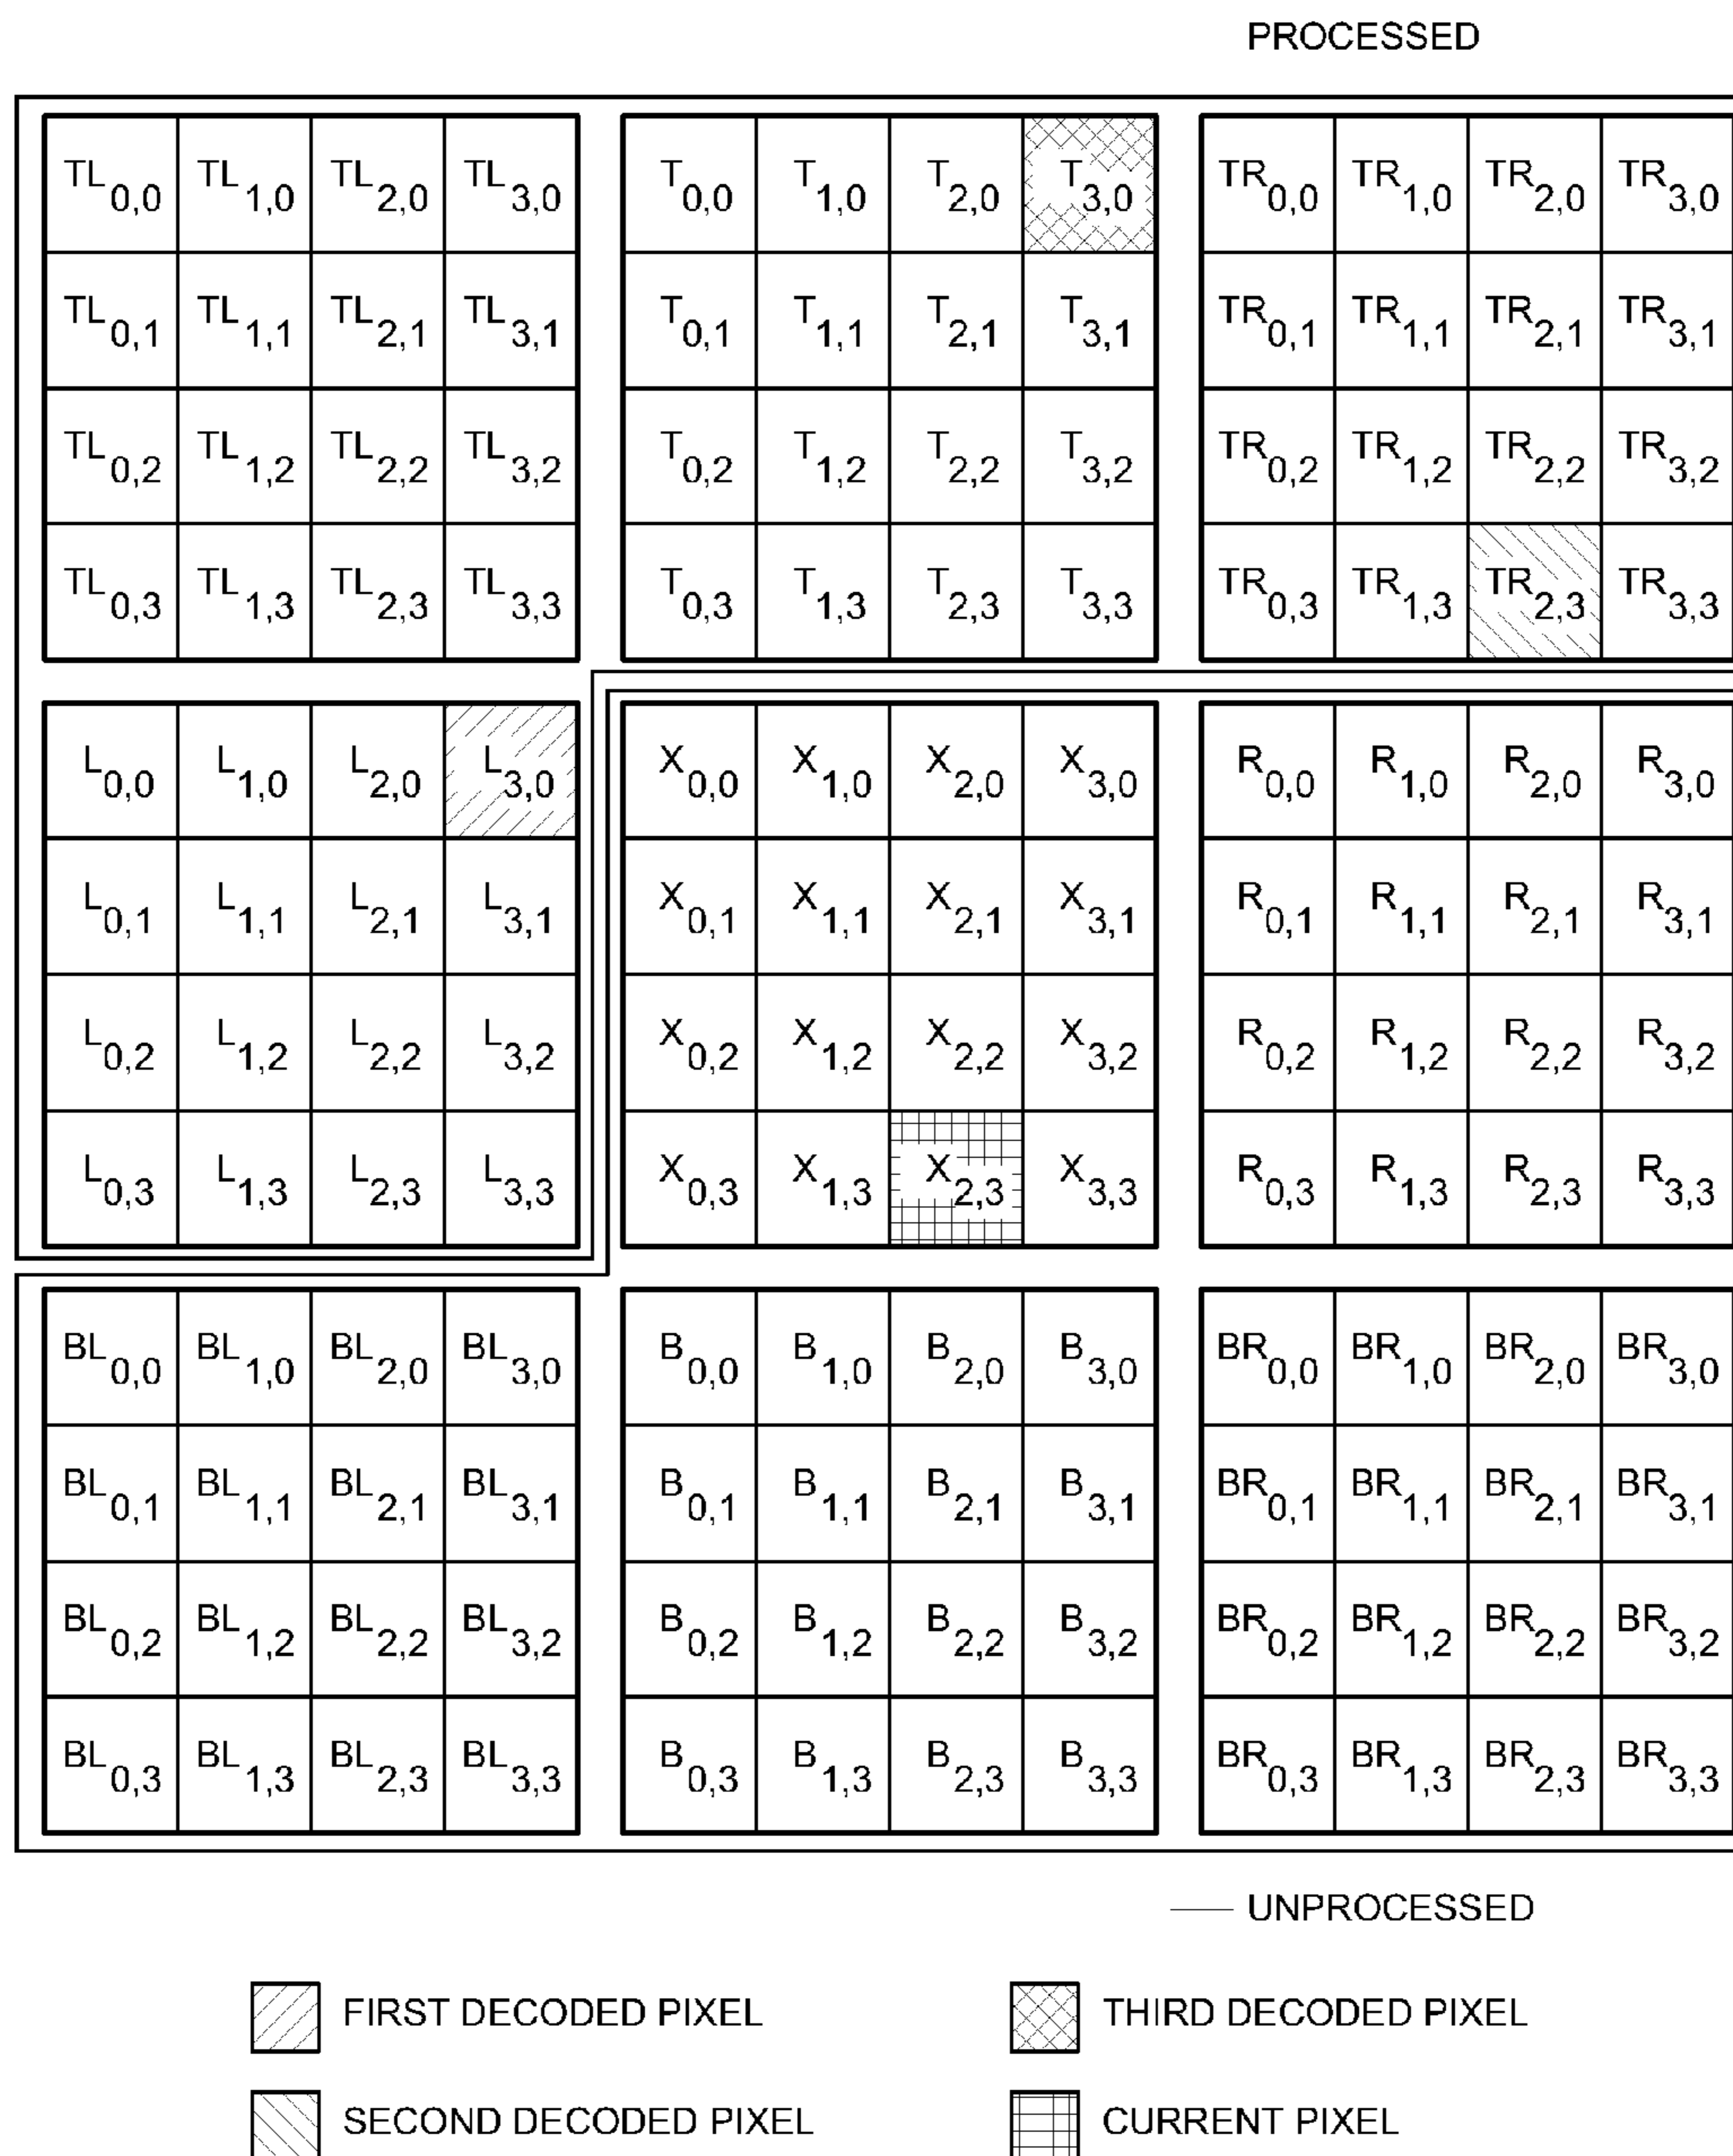 PROCESSED
TL0,0 TL1,0 TL2,0 TL3,0 T0,0 T1,0 T2,0 T3,0 TR0,0 TR1,0 TR2,0 TR3,0
TL0,1 TL1,1 TL2,1 TL3,1 T0,1 T1,1 T2,1 T3,1 TR0,1 TR1,1 TR2,1 TR3,1
TL0,2 TL1,2 TL2,2 TL3,2 T0,2 T1,2 T2,2 T3,2 TR0,2 TR1,2 TR2,2 TR3,2
TL0,3 TL1,3 TL2,3 TL3,3 T0,3 T1,3 T2,3 T3,3 TR0,3 TR1,3 TR2,3 TR3,3
L0,0 L1,0 L2,0 L3,0 X0,0 X1,0 X2,0 X3,0 R0,0 R1,0 R2,0 R3,0
L0,1 L1,1 L2,1 L3,1 X0,1 X1,1 X2,1 X3,1 R0,1 R1,1 R2,1 R3,1
L0,2 L1,2 L2,2 L3,2 X0,2 X1,2 X2,2 X3,2 R0,2 R1,2 R2,2 R3,2
L0,3 L1,3 L2,3 L3,3 X0,3 X1,3 X2,3 X3,3 R0,3 R1,3 R2,3 R3,3
BL0,0 BL1,0 BL2,0 BL3,0 B0,0 B1,0 B2,0 B3,0 BR0,0 BR1,0 BR2,0 BR3,0
BL0,1 BL1,1 BL2,1 BL3,1 B0,1 B1,1 B2,1 B3,1 BR0,1 BR1,1 BR2,1 BR3,1
BL0,2 BL1,2 BL2,2 BL3,2 B0,2 B1,2 B2,2 B3,2 BR0,2 BR1,2 BR2,2 BR3,2
BL0,3 BL1,3 BL2,3 BL3,3 B0,3 B1,3 B2,3 B3,3 BR0,3 BR1,3 BR2,3 BR3,3
UNPROCESSED
FIRST DECODED PIXEL
THIRD DECODED PIXEL
SECOND DECODED PIXEL
CURRENT PIXEL